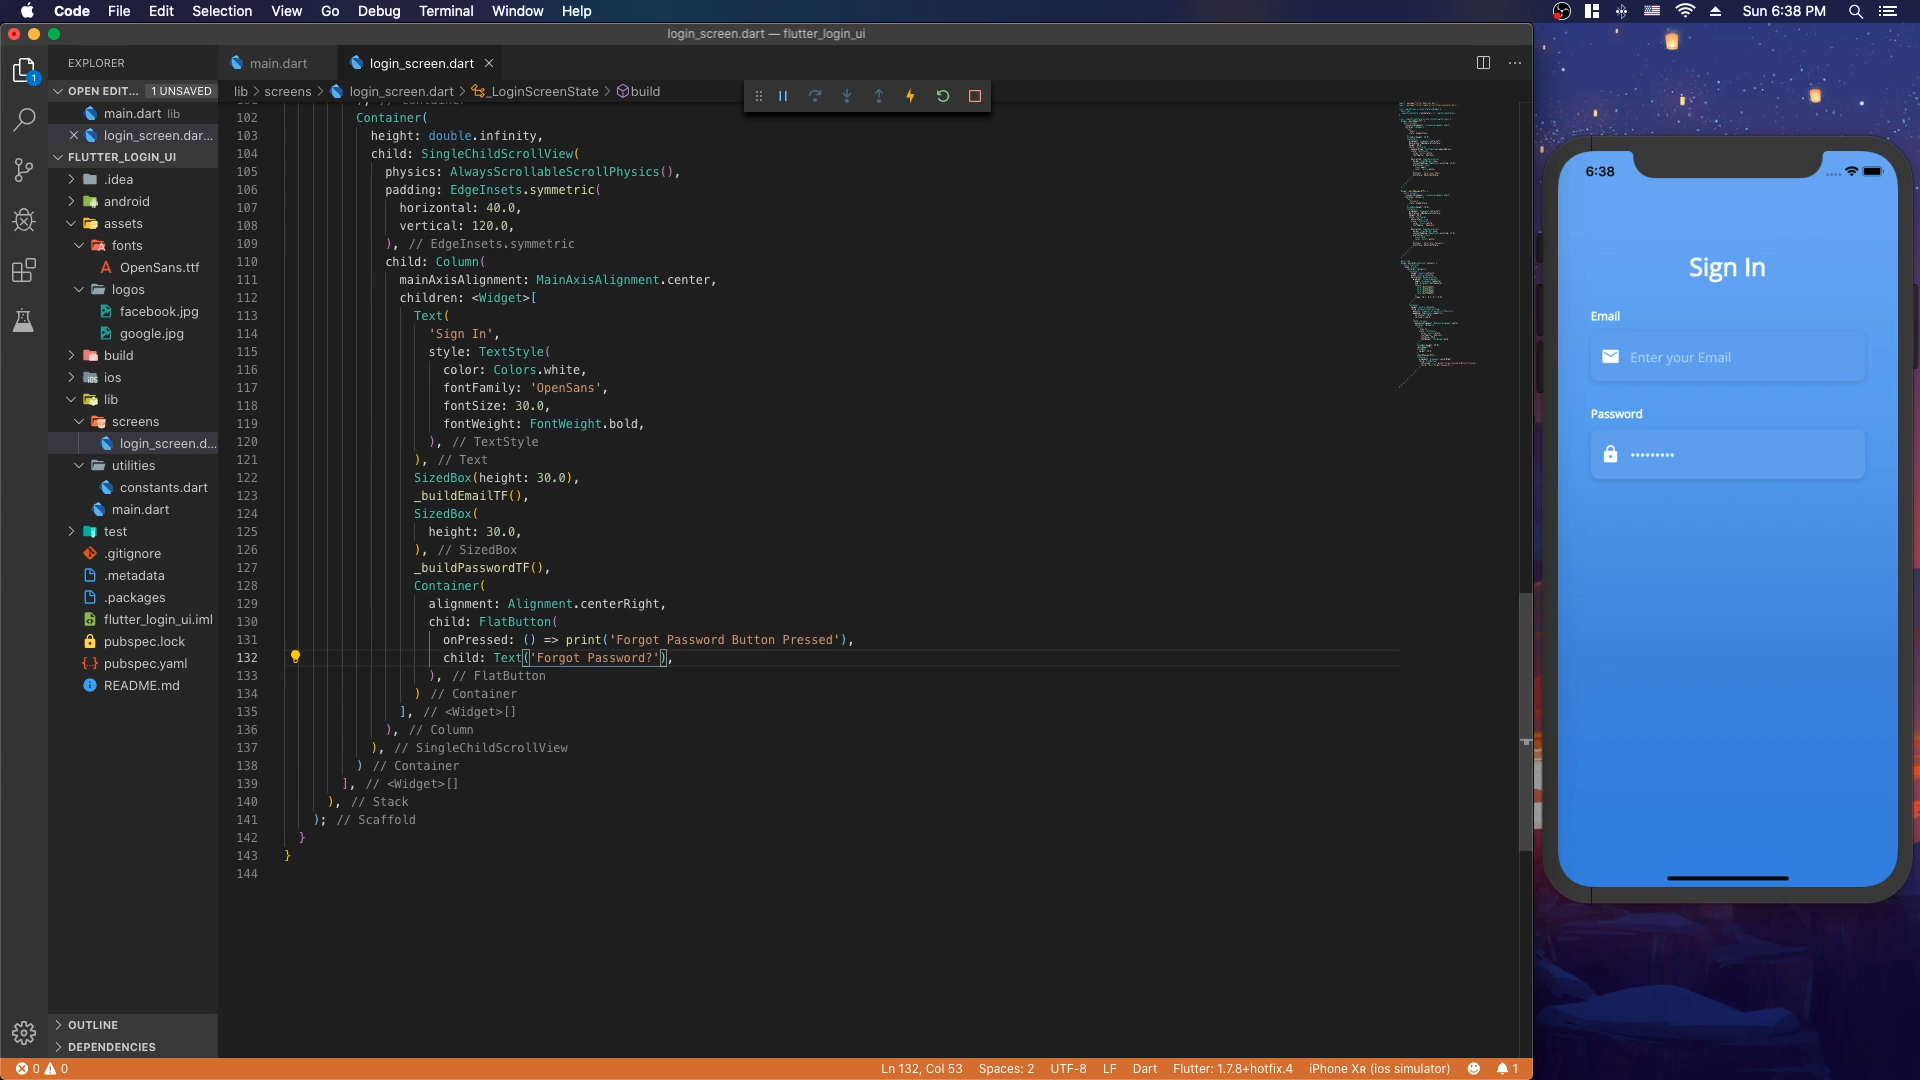 Code File Edit Selection View Go Debug Terminal Window Help
Sun 6:38 PM
login_screen.dart — flutter_login_ui
EXPLORER
OPEN EDIT... 1 UNSAVED
main.dart lib
login_screen.dar...
FLUTTER_LOGIN_UI
.idea
android
assets
fonts
OpenSans.ttf
logos
facebook.jpg
google.jpg
build
ios
lib
screens
login_screen.d...
utilities
constants.dart
main.dart
test
.gitignore
.metadata
.packages
flutter_login_ui.iml
pubspec.lock
pubspec.yaml
README.md
OUTLINE
DEPENDENCIES
main.dart login_screen.dart
lib > screens > login_screen.dart > _LoginScreenState > build
102 Container(
103 height: double.infinity,
104 child: SingleChildScrollView(
105 physics: AlwaysScrollableScrollPhysics(),
106 padding: EdgeInsets.symmetric(
107 horizontal: 40.0,
108 vertical: 120.0,
109 ), // EdgeInsets.symmetric
110 child: Column(
111 mainAxisAlignment: MainAxisAlignment.center,
112 children: <Widget>[
113 Text(
114 'Sign In',
115 style: TextStyle(
116 color: Colors.white,
117 fontFamily: 'OpenSans',
118 fontSize: 30.0,
119 fontWeight: FontWeight.bold,
120 ), // TextStyle
121 ), // Text
122 SizedBox(height: 30.0),
123 _buildEmailTF(),
124 SizedBox(
125 height: 30.0,
126 ), // SizedBox
127 _buildPasswordTF(),
128 Container(
129 alignment: Alignment.centerRight,
130 child: FlatButton(
131 onPressed: () => print('Forgot Password Button Pressed'),
132 child: Text('Forgot Password?'),
133 ), // FlatButton
134 ) // Container
135 ], // <Widget>[]
136 ), // Column
137 ), // SingleChildScrollView
138 ) // Container
139 ], // <Widget>[]
140 ), // Stack
141 ); // Scaffold
142 }
143 }
144
6:38
Sign In
Email
Enter your Email
Password
•••••••••
0 0 Ln 132, Col 53 Spaces: 2 UTF-8 LF Dart Flutter: 1.7.8+hotfix.4 iPhone Xʀ (ios simulator) 1